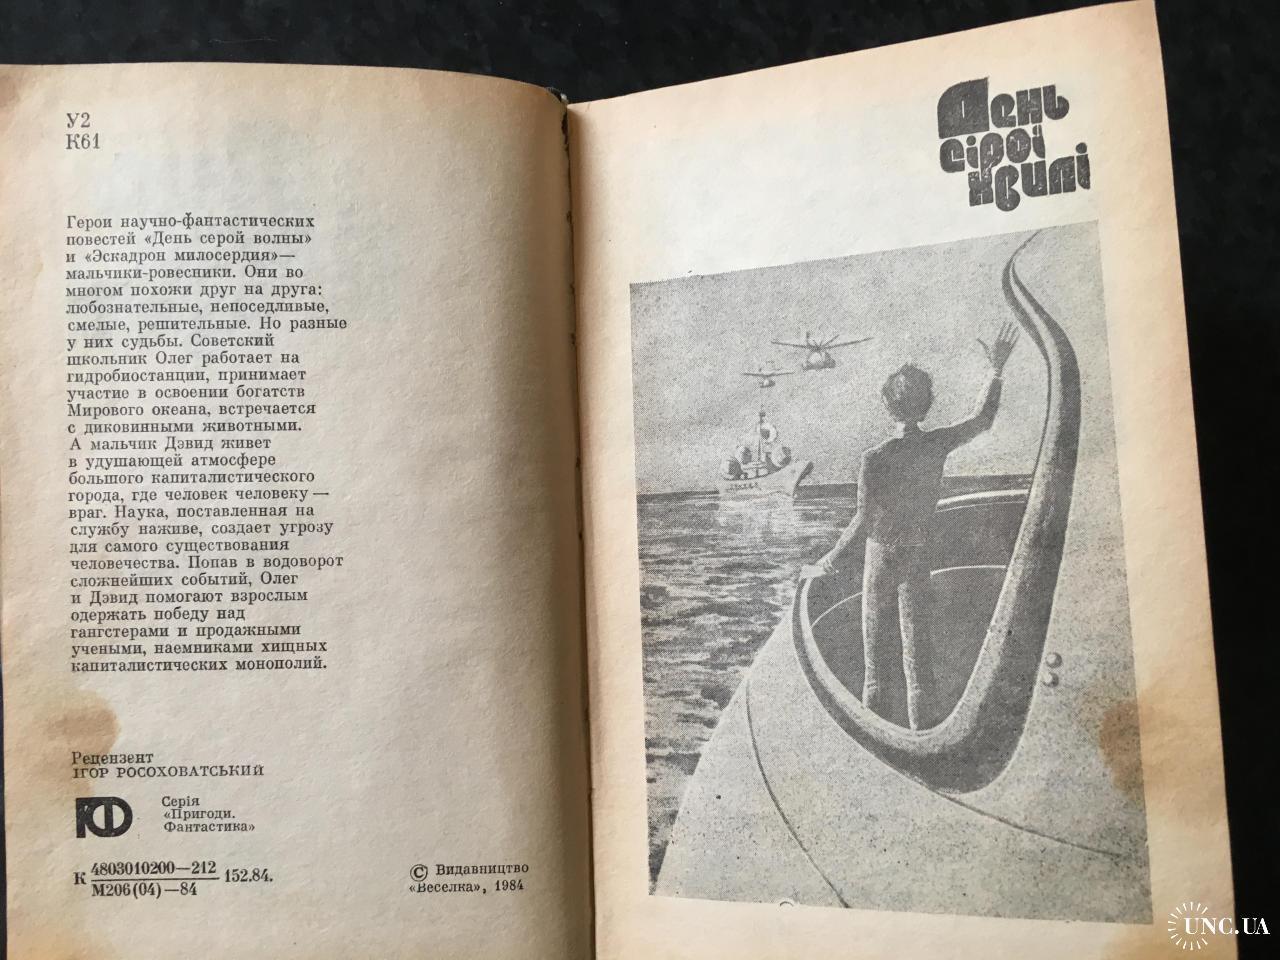 У2
К61
Герои научно-фантастических
повестей «День серой волны»
и «Эскадрон милосердия»—
мальчики-ровесники. Они во
многом похожи друг на друга:
любознательные, непоседливые,
смелые, решительные. Но разные
у них судьбы. Советский
школьник Олег работает на
гидробиостанции, принимает
участие в освоении богатств
Мирового океана, встречается
с диковинными животными.
А мальчик Дэвид живет
в удушающей атмосфере
большого капиталистического
города, где человек человеку —
враг. Наука, поставленная на
службу наживе, создает угрозу
для самого существования
человечества. Попав в водоворот
сложнейших событий, Олег
и Дэвид помогают взрослым
одержать победу над
гангстерами и продажными
учеными, наемниками хищных
капиталистических монополий.
Рецензент
ІГОР РОСОХОВАТСЬКИЙ
Серія
«Пригоди.
Фантастика»
К 4803010200—212 152.84.
М206(04)—84
© Видавництво
«Веселка», 1984
День
сірої
хвилі
UNC.UA